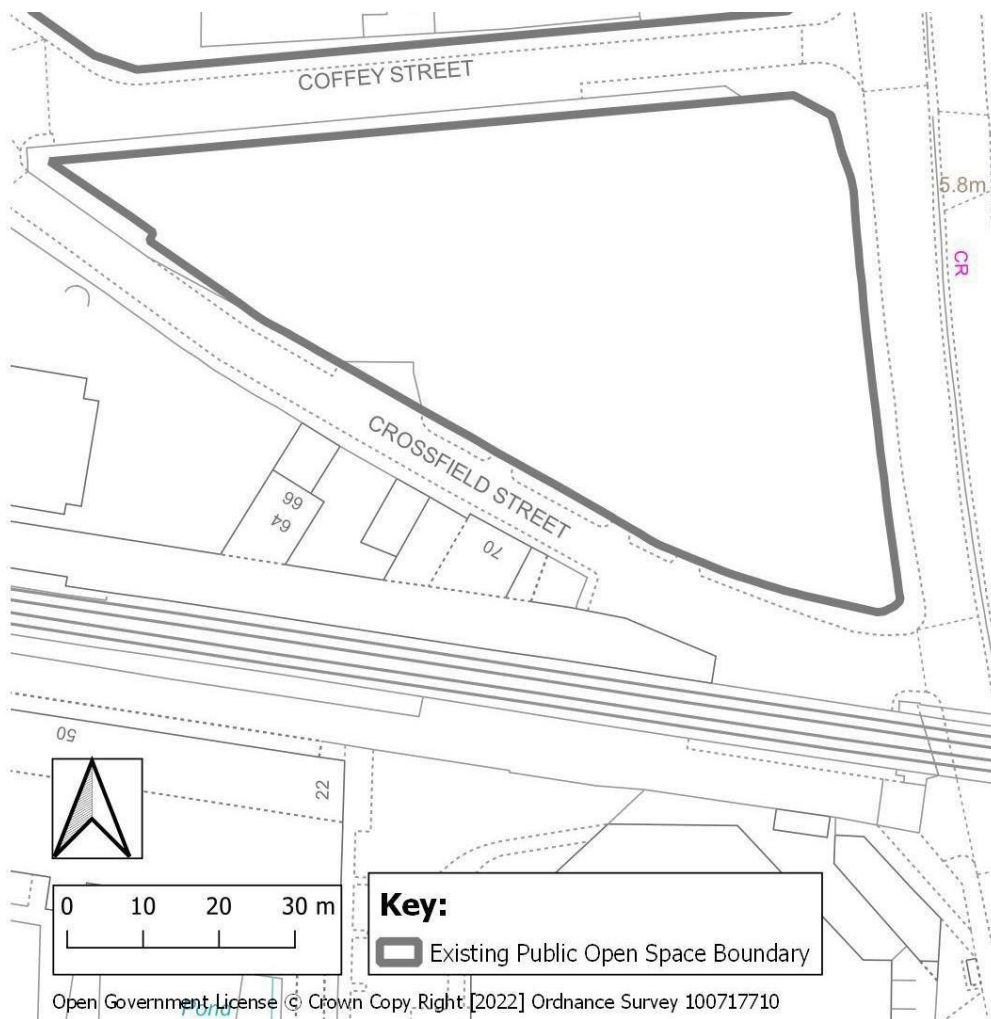 COFFEY STREET
5.8m
CR
CROSSFIELD STREET
66
64
70
50
22
0 10 20 30 m
Key:
Existing Public Open Space Boundary
Pond
Open Government License © Crown Copy Right [2022] Ordnance Survey 100717710